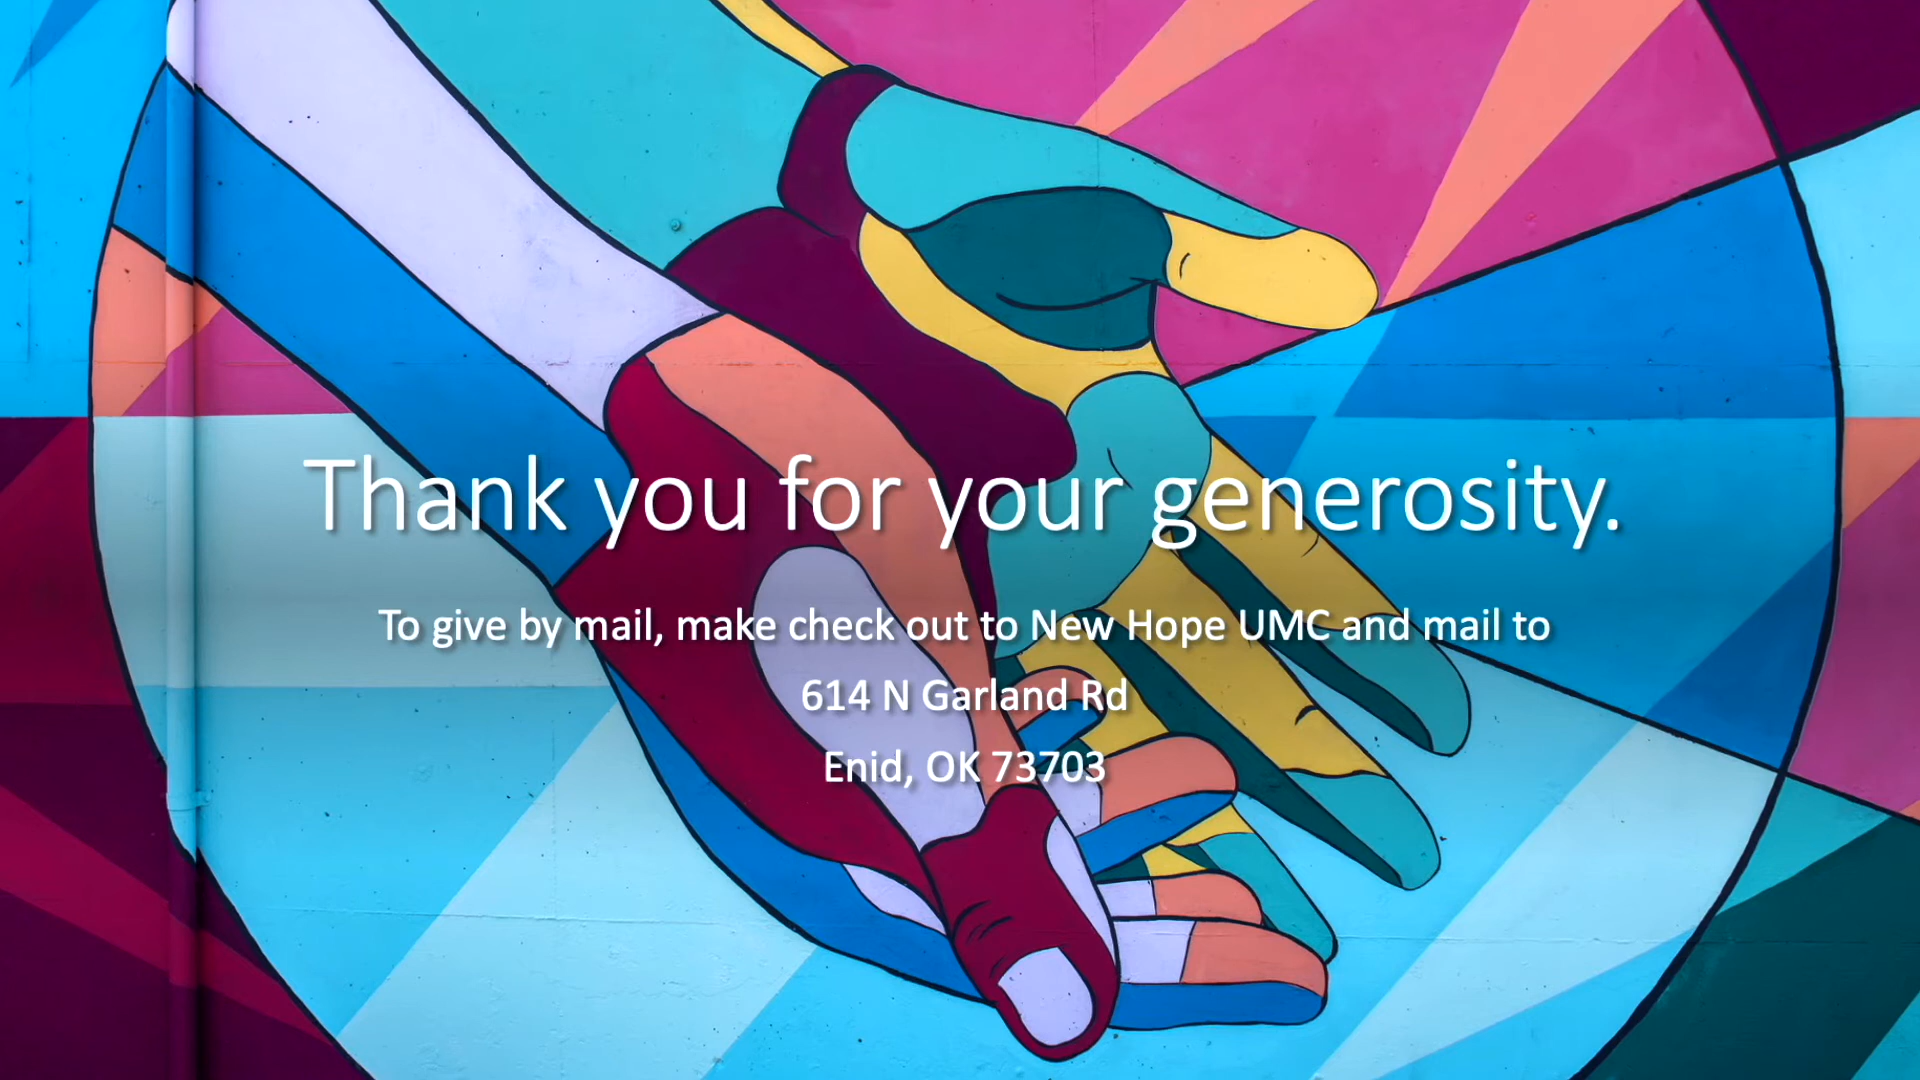 Thank you for your generosity.
To give by mail, make check out to New Hope UMC and mail to
614 N Garland Rd
Enid, OK 73703